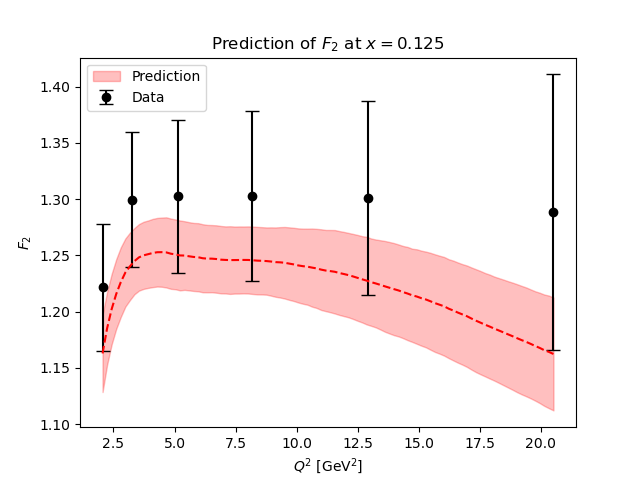 Prediction of F₂ at x = 0.125
Prediction
Data
F₂
1.40
1.35
1.30
1.25
1.20
1.15
1.10
2.5 5.0 7.5 10.0 12.5 15.0 17.5 20.0
Q² [GeV²]